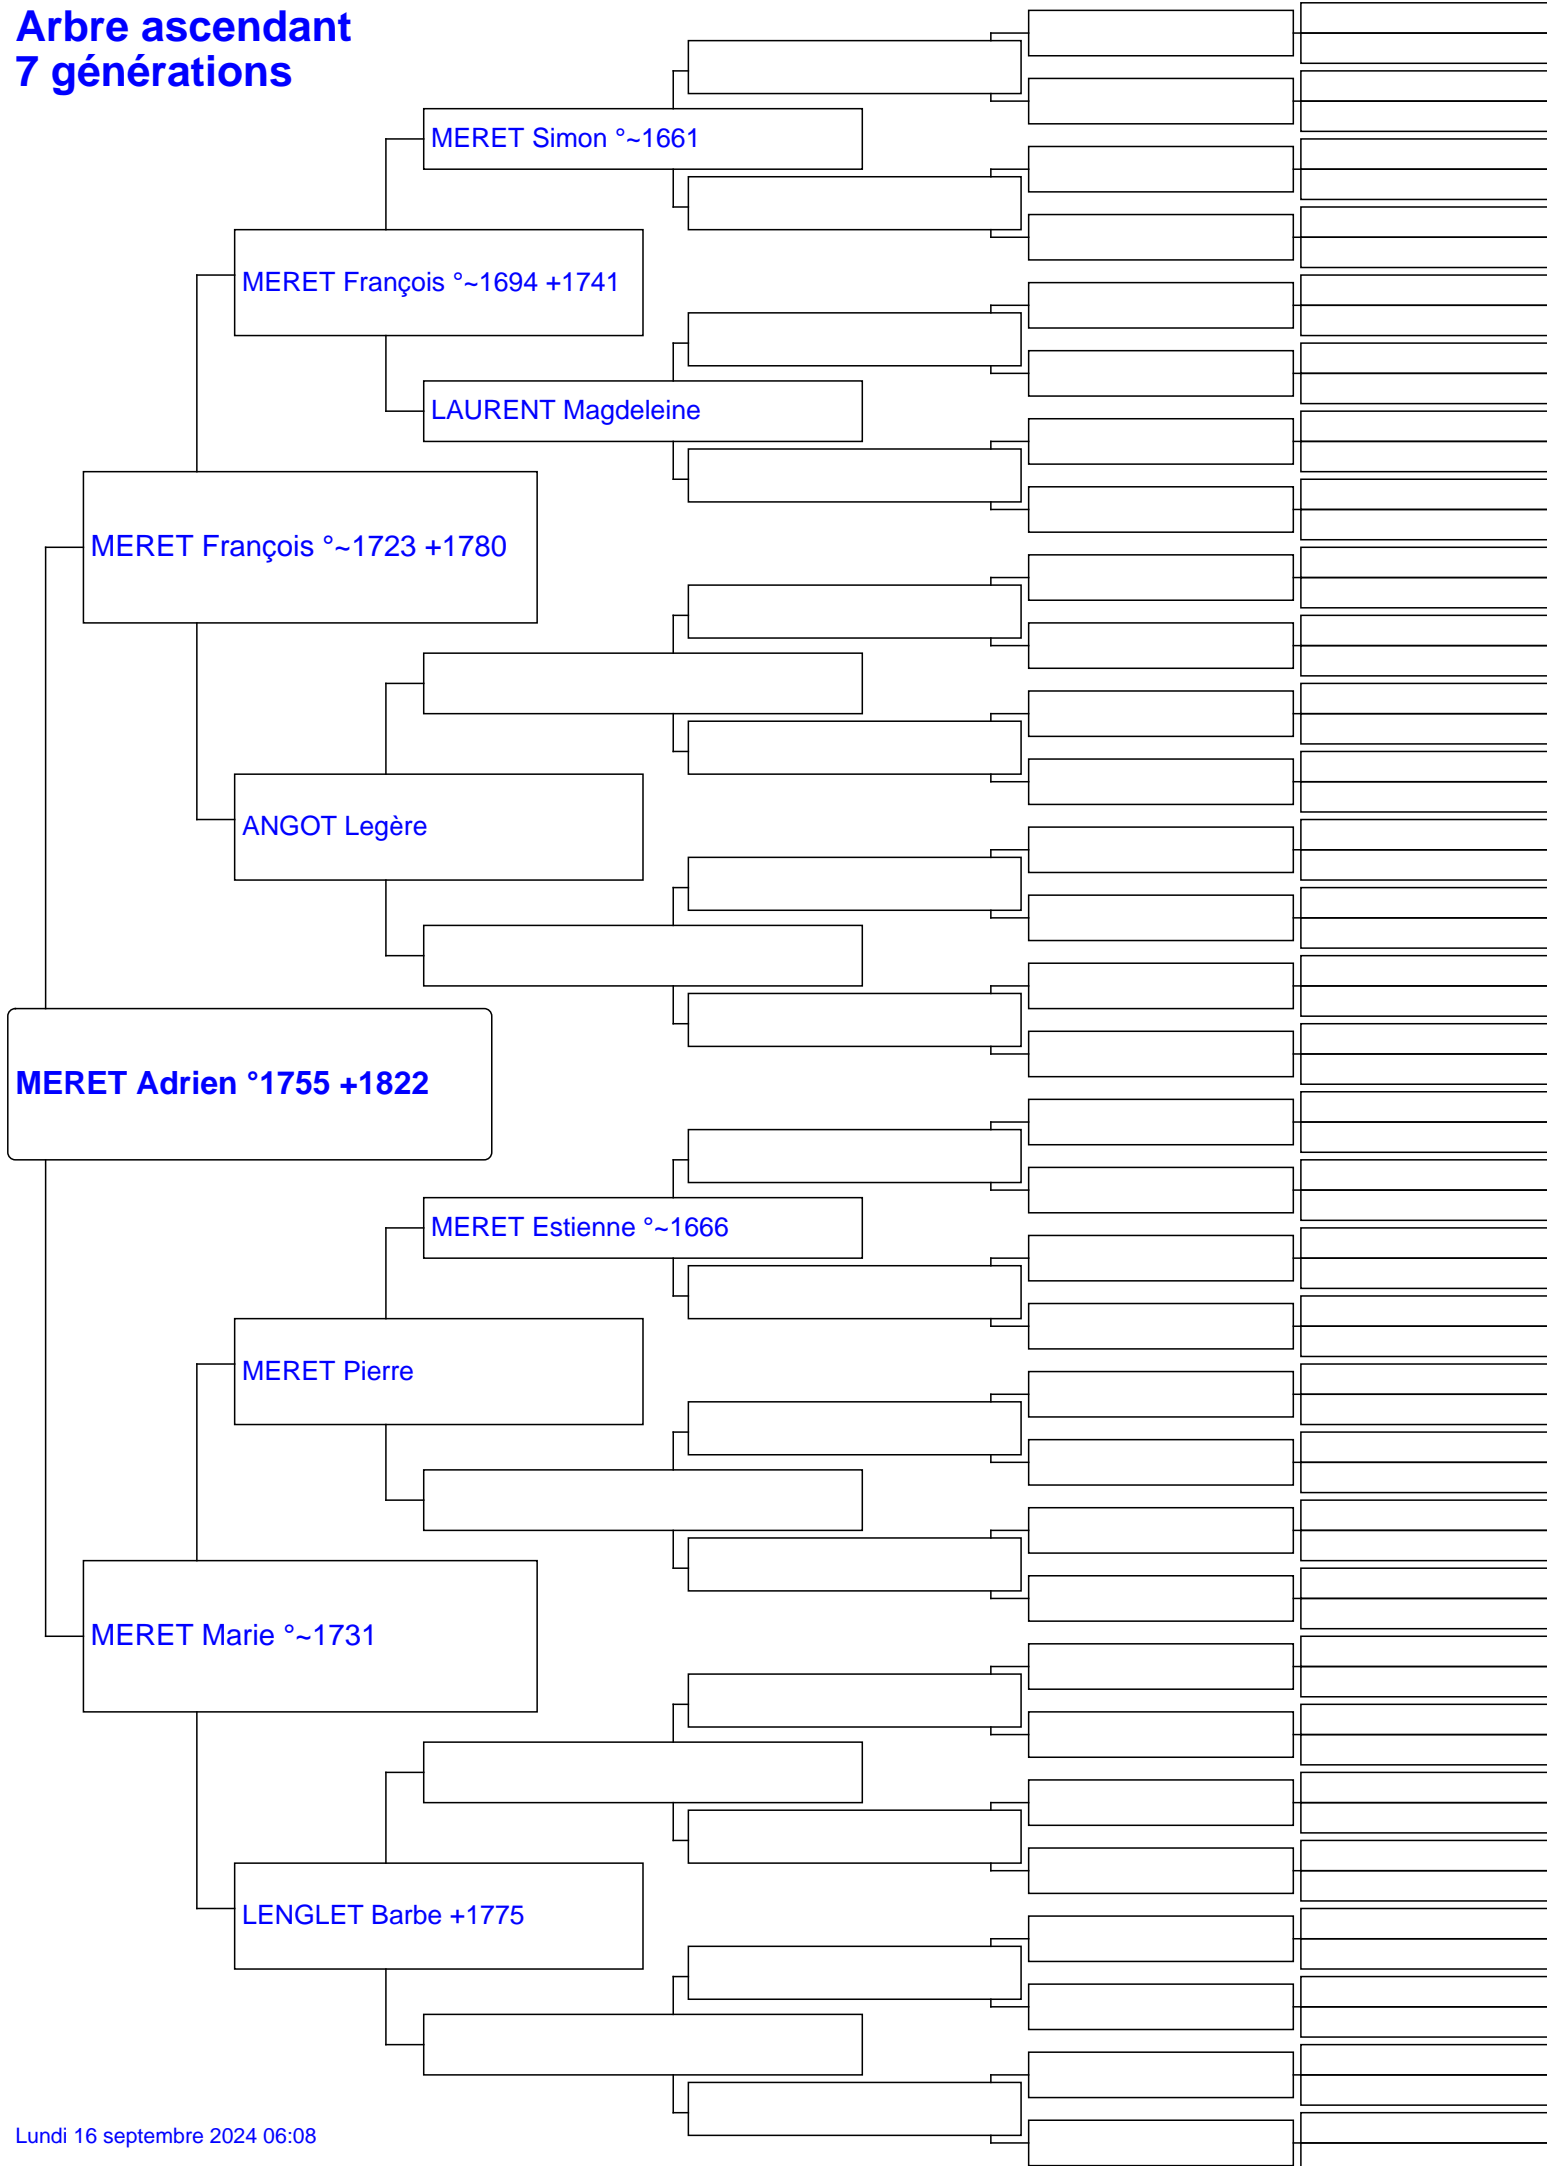 Arbre ascendant
7 générations
MERET Simon °~1661
MERET François °~1694 +1741
LAURENT Magdeleine
MERET François °~1723 +1780
ANGOT Legère
MERET Adrien °1755 +1822
MERET Estienne °~1666
MERET Pierre
MERET Marie °~1731
LENGLET Barbe +1775
Lundi 16 septembre 2024 06:08